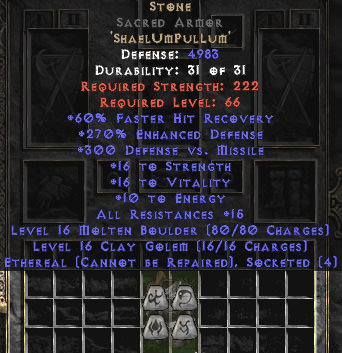 Stone
Sacred Armor
'ShaelUmPulLum'
Defense: 4983
Durability: 31 of 31
Required Strength: 222
Required Level: 66
+60% Faster Hit Recovery
+270% Enhanced Defense
+300 Defense vs. Missile
+16 to Strength
+16 to Vitality
+10 to Energy
All Resistances +15
Level 16 Molten Boulder (80/80 Charges)
Level 16 Clay Golem (16/16 Charges)
Ethereal (Cannot be Repaired), Socketed (4)